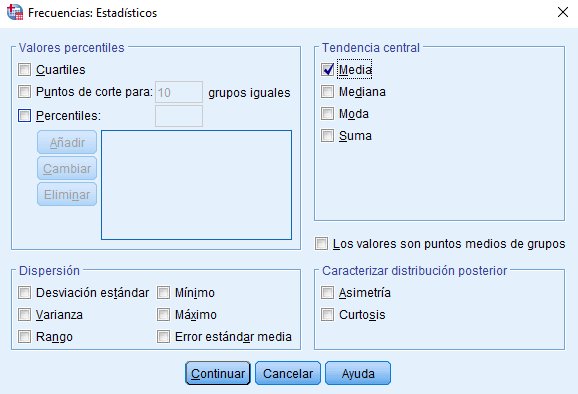 Frecuencias: Estadísticos
Valores percentiles
Cuartiles
Puntos de corte para: 10 grupos iguales
Percentiles:
Añadir
Cambiar
Eliminar
Tendencia central
Media
Mediana
Moda
Suma
Los valores son puntos medios de grupos
Dispersión
Desviación estándar Mínimo
Varianza Máximo
Rango Error estándar media
Caracterizar distribución posterior
Asimetría
Curtosis
Continuar Cancelar Ayuda